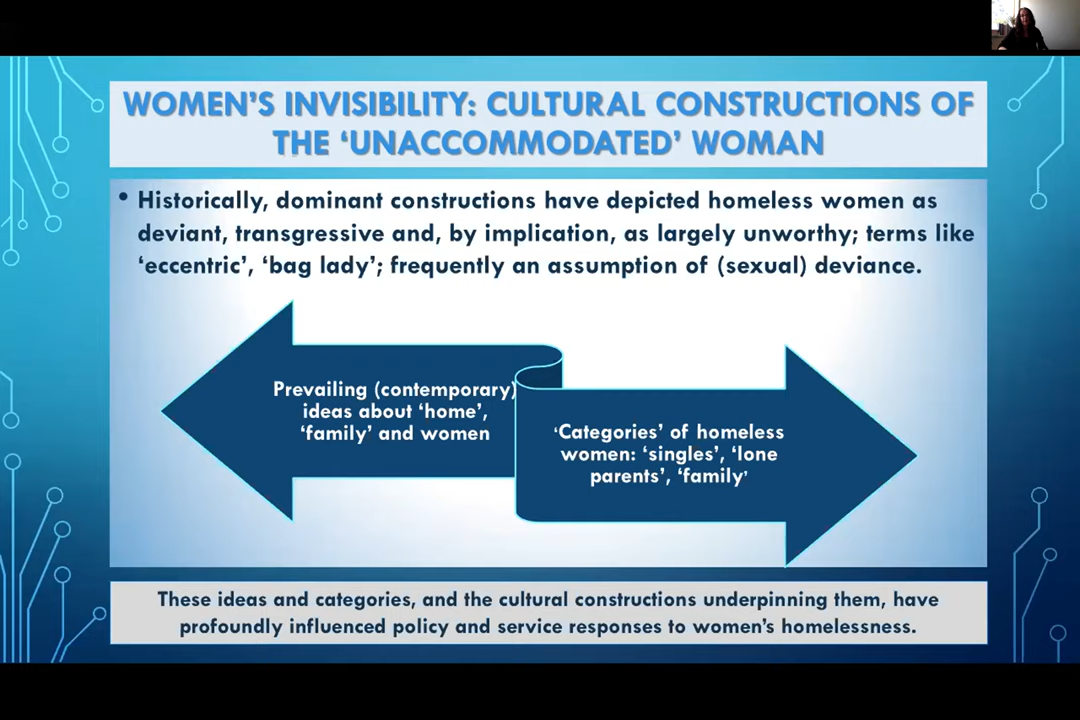 WOMEN'S INVISIBILITY: CULTURAL CONSTRUCTIONS OF
THE ‘UNACCOMMODATED’ WOMAN
• Historically, dominant constructions have depicted homeless women as
deviant, transgressive and, by implication, as largely unworthy; terms like
‘eccentric’, ‘bag lady’; frequently an assumption of (sexual) deviance.
Prevailing (contemporary)
ideas about ‘home’,
‘family’ and women
‘Categories’ of homeless
women: ‘singles’, ‘lone
parents’, ‘family’
These ideas and categories, and the cultural constructions underpinning them, have
profoundly influenced policy and service responses to women’s homelessness.